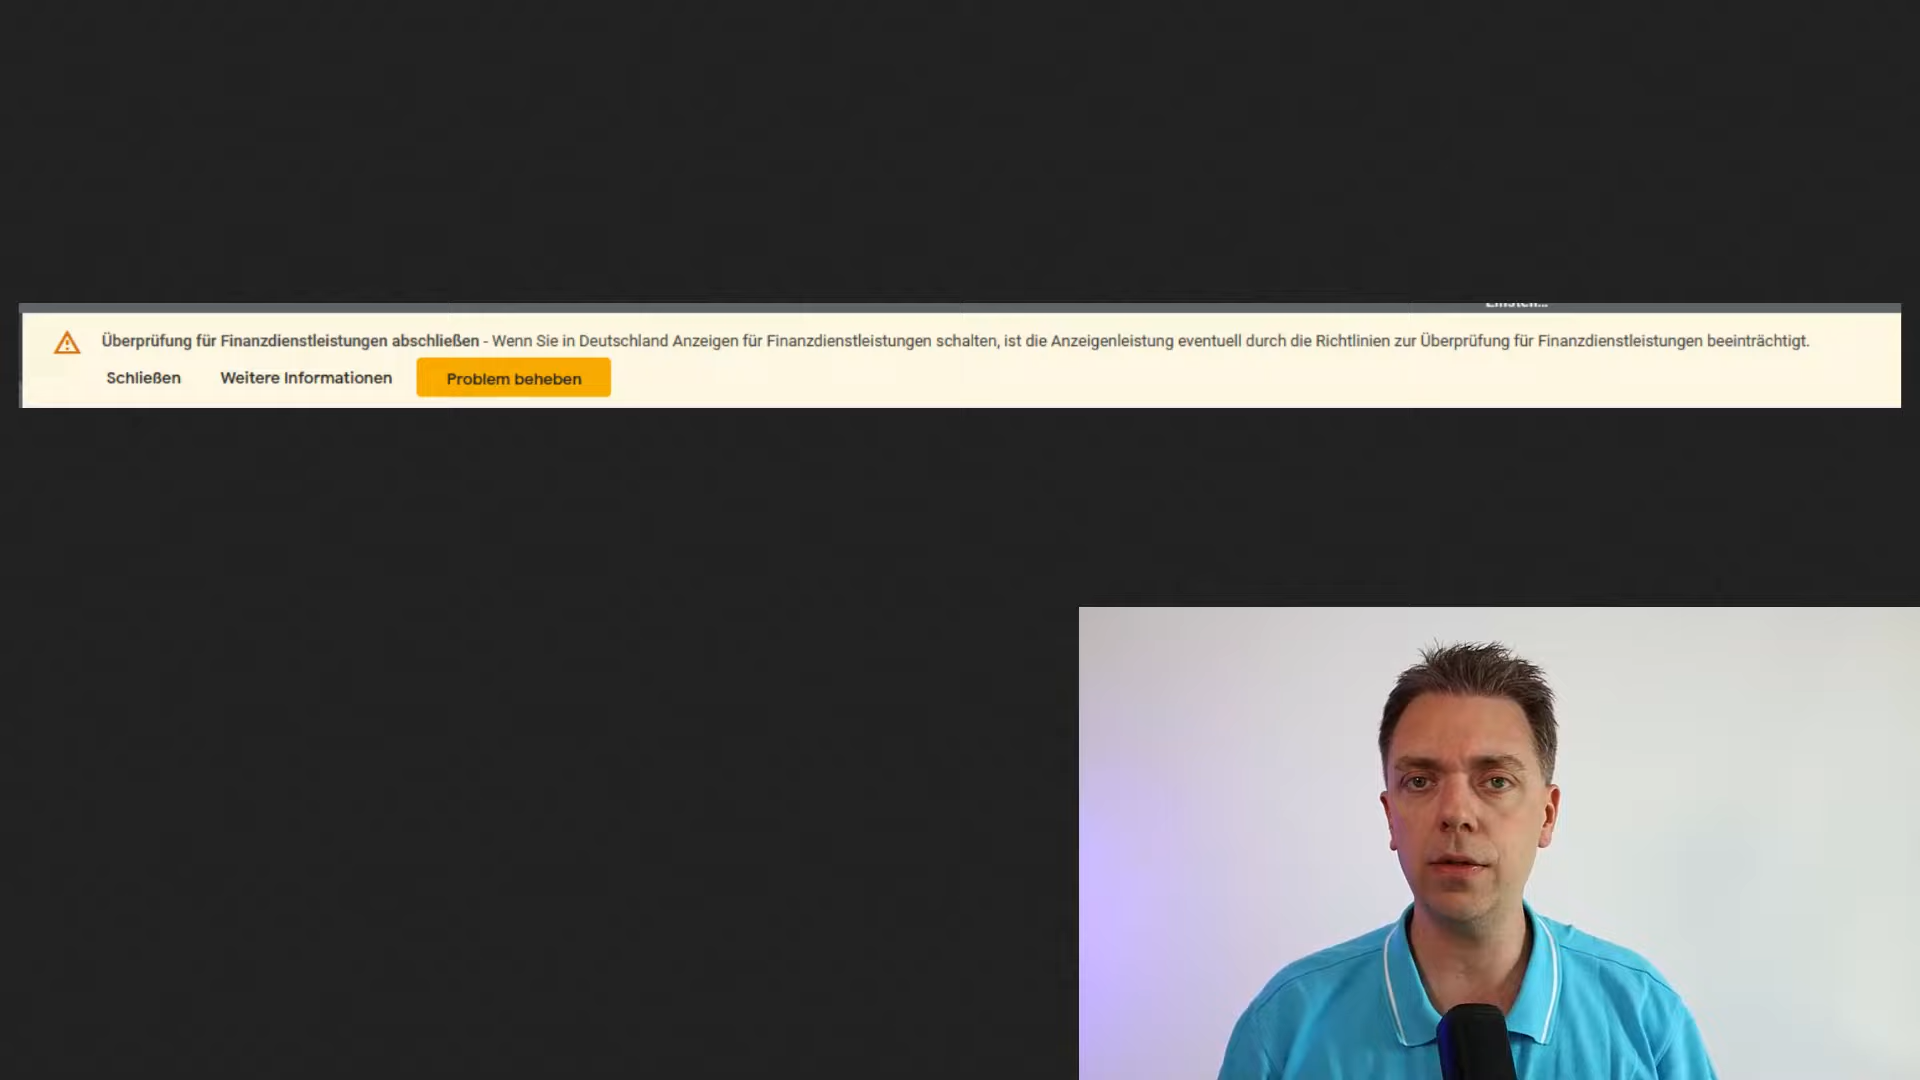 Überprüfung für Finanzdienstleistungen abschließen - Wenn Sie in Deutschland Anzeigen für Finanzdienstleistungen schalten, ist die Anzeigenleistung eventuell durch die Richtlinien zur Überprüfung für Finanzdienstleistungen beeinträchtigt.
Schließen Weitere Informationen Problem beheben